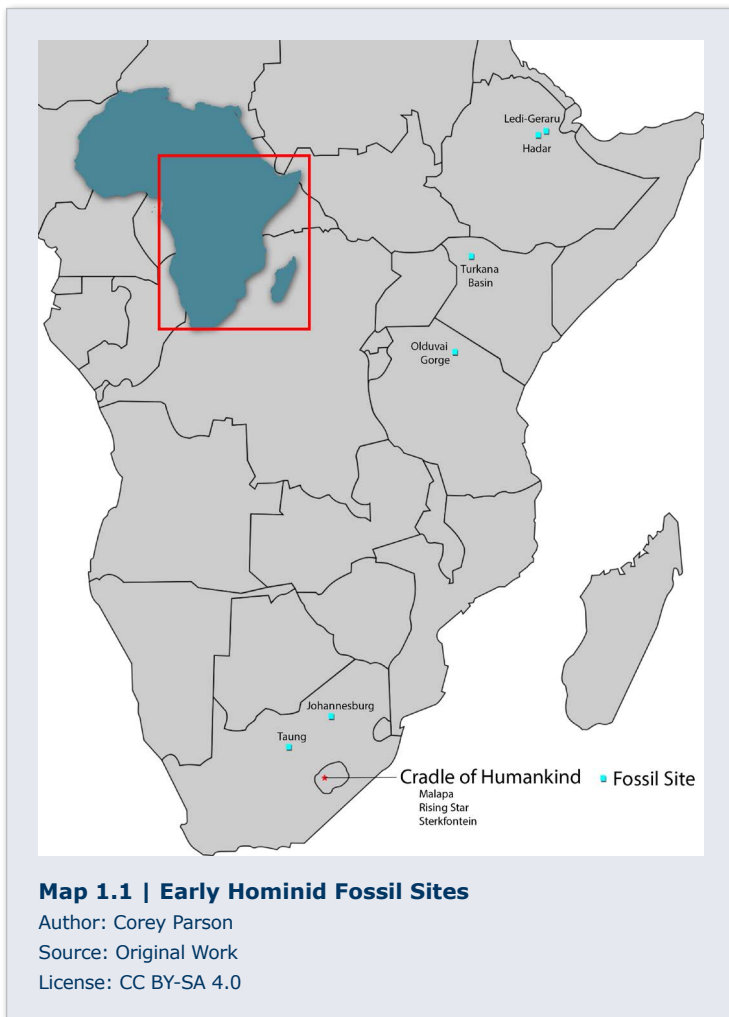 Ledi-Geraru
Hadar
Turkana
Basin
Olduvai
Gorge
Johannesburg
Taung
Cradle of Humankind
Malapa
Rising Star
Sterkfontein
Fossil Site
Map 1.1 | Early Hominid Fossil Sites
Author: Corey Parson
Source: Original Work
License: CC BY-SA 4.0